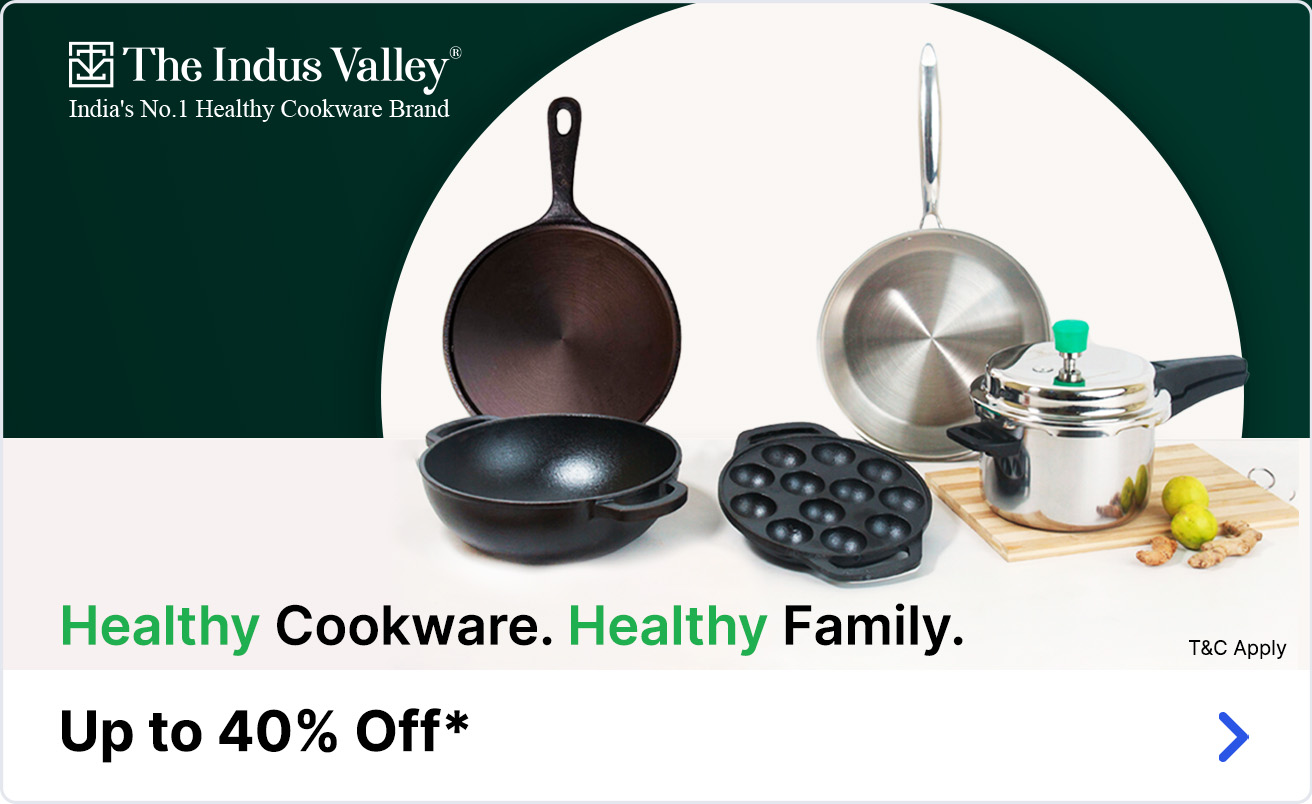 The Indus Valley®
India's No.1 Healthy Cookware Brand
Healthy Cookware. Healthy Family.
T&C Apply
Up to 40% Off*